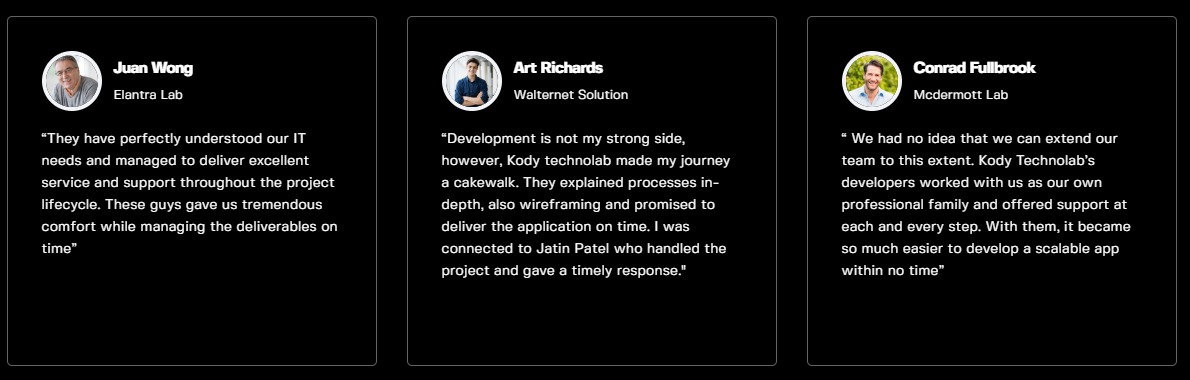 Juan Wong
Elantra Lab
“They have perfectly understood our IT
needs and managed to deliver excellent
service and support throughout the project
lifecycle. These guys gave us tremendous
comfort while managing the deliverables on
time”
Art Richards
Walternet Solution
“Development is not my strong side,
however, Kody technolab made my journey
a cakewalk. They explained processes in-
depth, also wireframing and promised to
deliver the application on time. I was
connected to Jatin Patel who handled the
project and gave a timely response."
Conrad Fullbrook
Mcdermott Lab
“ We had no idea that we can extend our
team to this extent. Kody Technolab’s
developers worked with us as our own
professional family and offered support at
each and every step. With them, it became
so much easier to develop a scalable app
within no time”